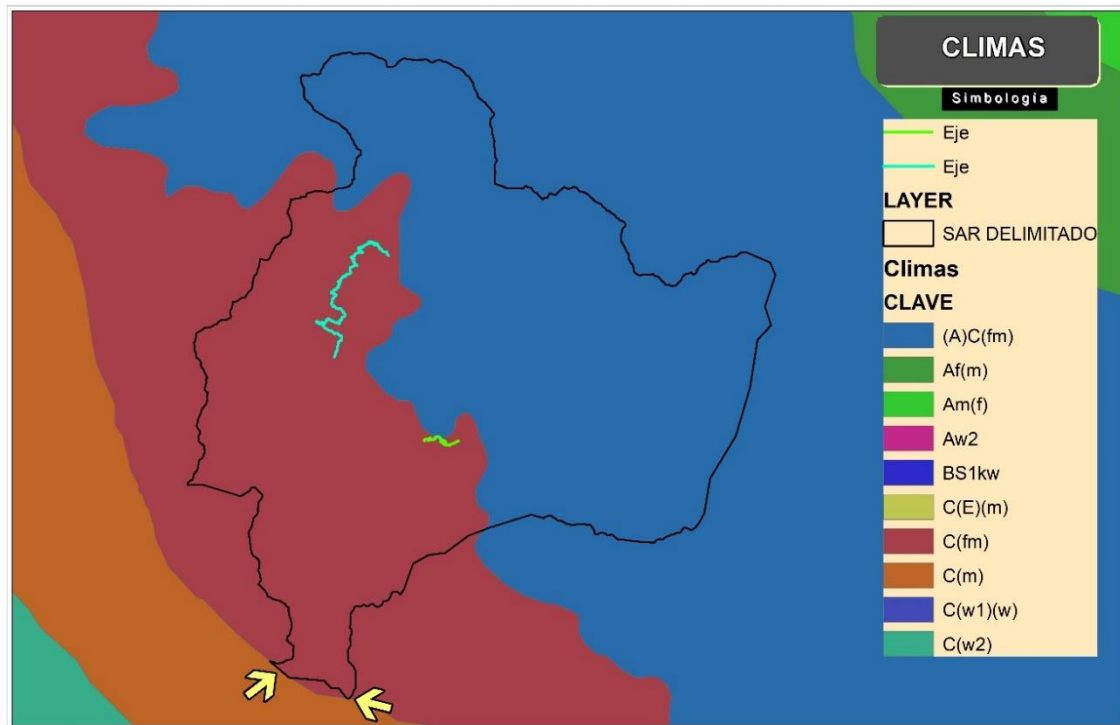 CLIMAS
Simbología
Eje
Eje
LAYER
SAR DELIMITADO
Climas
CLAVE
(A)C(fm)
Af(m)
Am(f)
Aw2
BS1kw
C(E)(m)
C(fm)
C(m)
C(w1)(w)
C(w2)